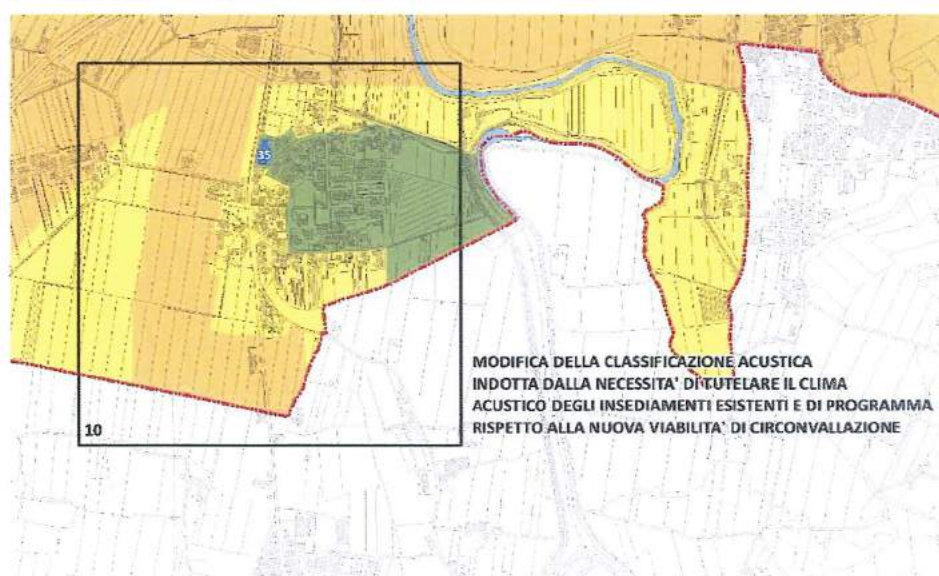 35
MODIFICA DELLA CLASSIFICAZIONE ACUSTICA
INDOTTA DALLA NECESSITA' DI TUTELARE IL CLIMA
ACUSTICO DEGLI INSEDIAMENTI ESISTENTI E DI PROGRAMMA
RISPETTO ALLA NUOVA VIABILITA' DI CIRCONVALLAZIONE
10